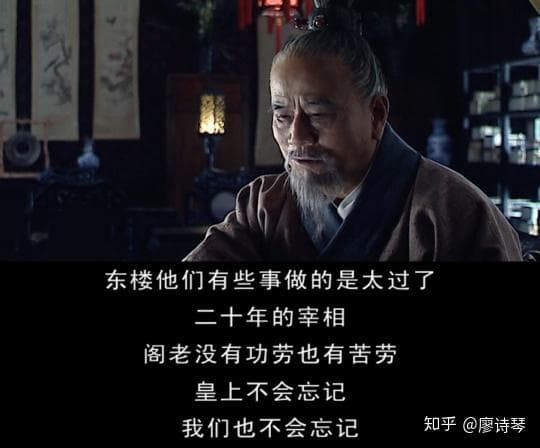 东楼他们有些事做的是太过了
二十年的宰相
阁老没有功劳也有苦劳
皇上不会忘记
我们也不会忘记
知乎 @廖诗琴